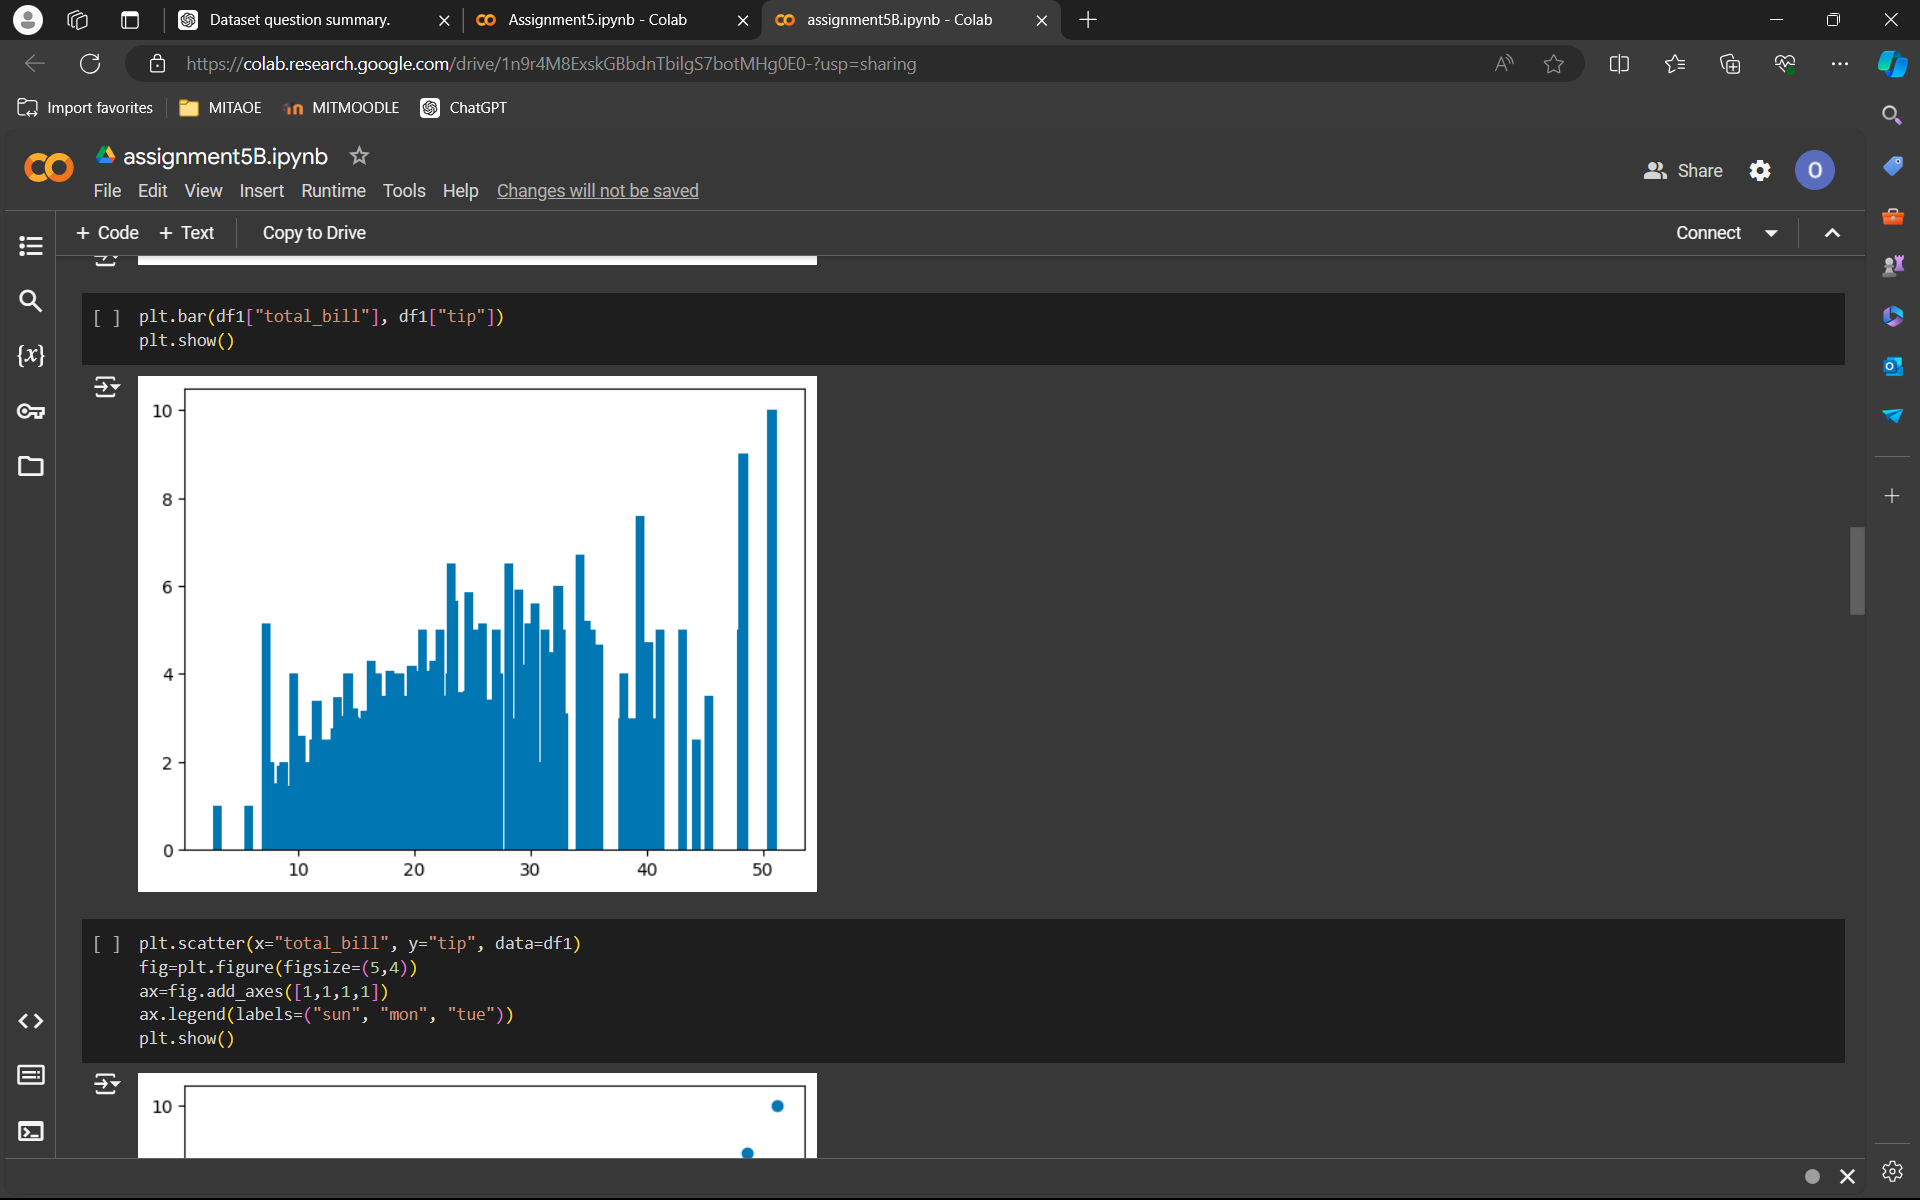 Dataset question summary.
Assignment5.ipynb - Colab
assignment5B.ipynb - Colab
https://colab.research.google.com/drive/1n9r4M8ExskGBbdnTbilgS7botMHg0E0-?usp=sharing
Import favorites
MITAOE
MITMOODLE
ChatGPT
assignment5B.ipynb
Share
O
File Edit View Insert Runtime Tools Help Changes will not be saved
+ Code + Text Copy to Drive
Connect
{x}
[ ] plt.bar(df1["total_bill"], df1["tip"])
plt.show()
10
8
6
4
2
0
10 20 30 40 50
[ ] plt.scatter(x="total_bill", y="tip", data=df1)
fig=plt.figure(figsize=(5,4))
ax=fig.add_axes([1,1,1,1])
ax.legend(labels=("sun", "mon", "tue"))
plt.show()
10